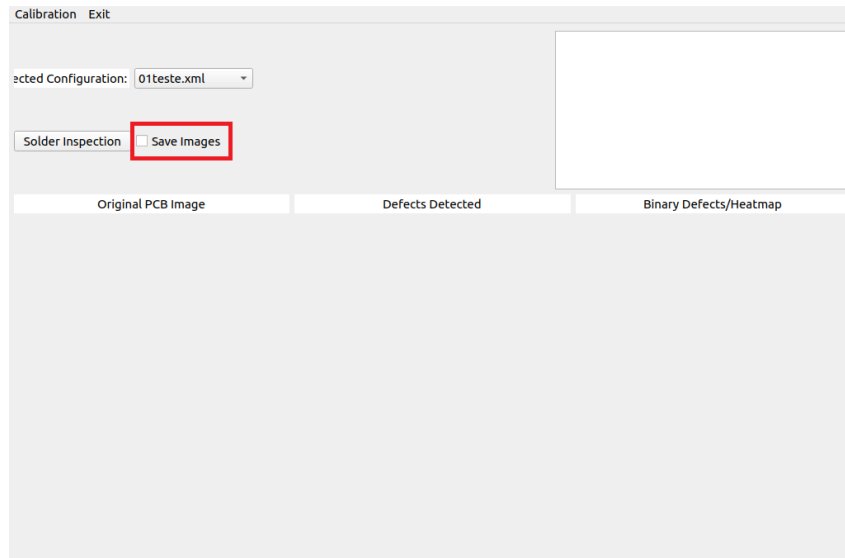 Calibration Exit
ected Configuration: 01teste.xml
Solder Inspection Save Images
Original PCB Image Defects Detected Binary Defects/Heatmap